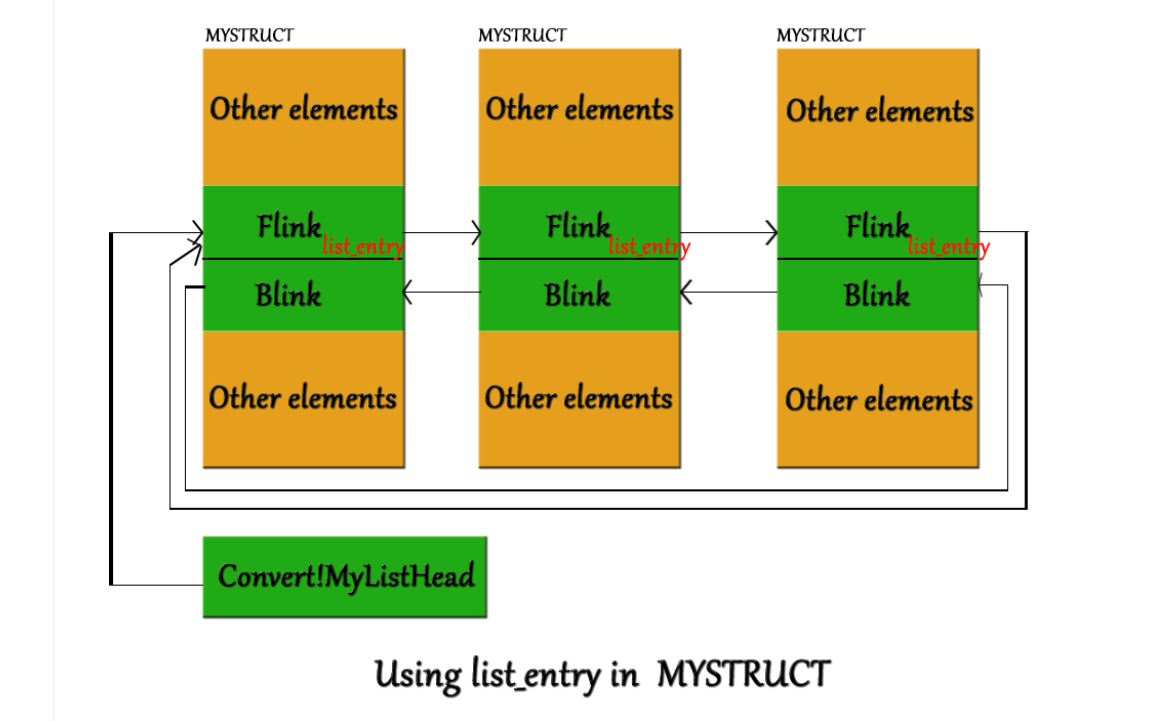 MYSTRUCT MYSTRUCT MYSTRUCT
Other elements Other elements Other elements
Flink Flink Flink
list_entry list_entry list_entry
Blink Blink Blink
Other elements Other elements Other elements
Convert!MyListHead
Using list_entry in MYSTRUCT